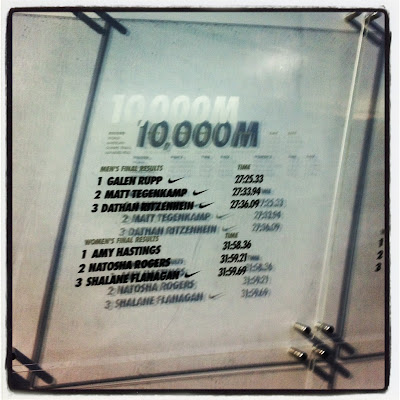 10,000M
MEN'S FINAL RESULTS TIME
1 GALEN RUPP 27:25.33
2 MATT TEGENKAMP 27:33.94
3 DATHAN RITZENHEIN 27:36.09
WOMEN'S FINAL RESULTS TIME
1 AMY HASTINGS 31:58.36
2 NATOSHA ROGERS 31:59.21
3 SHALANE FLANAGAN 31:59.69